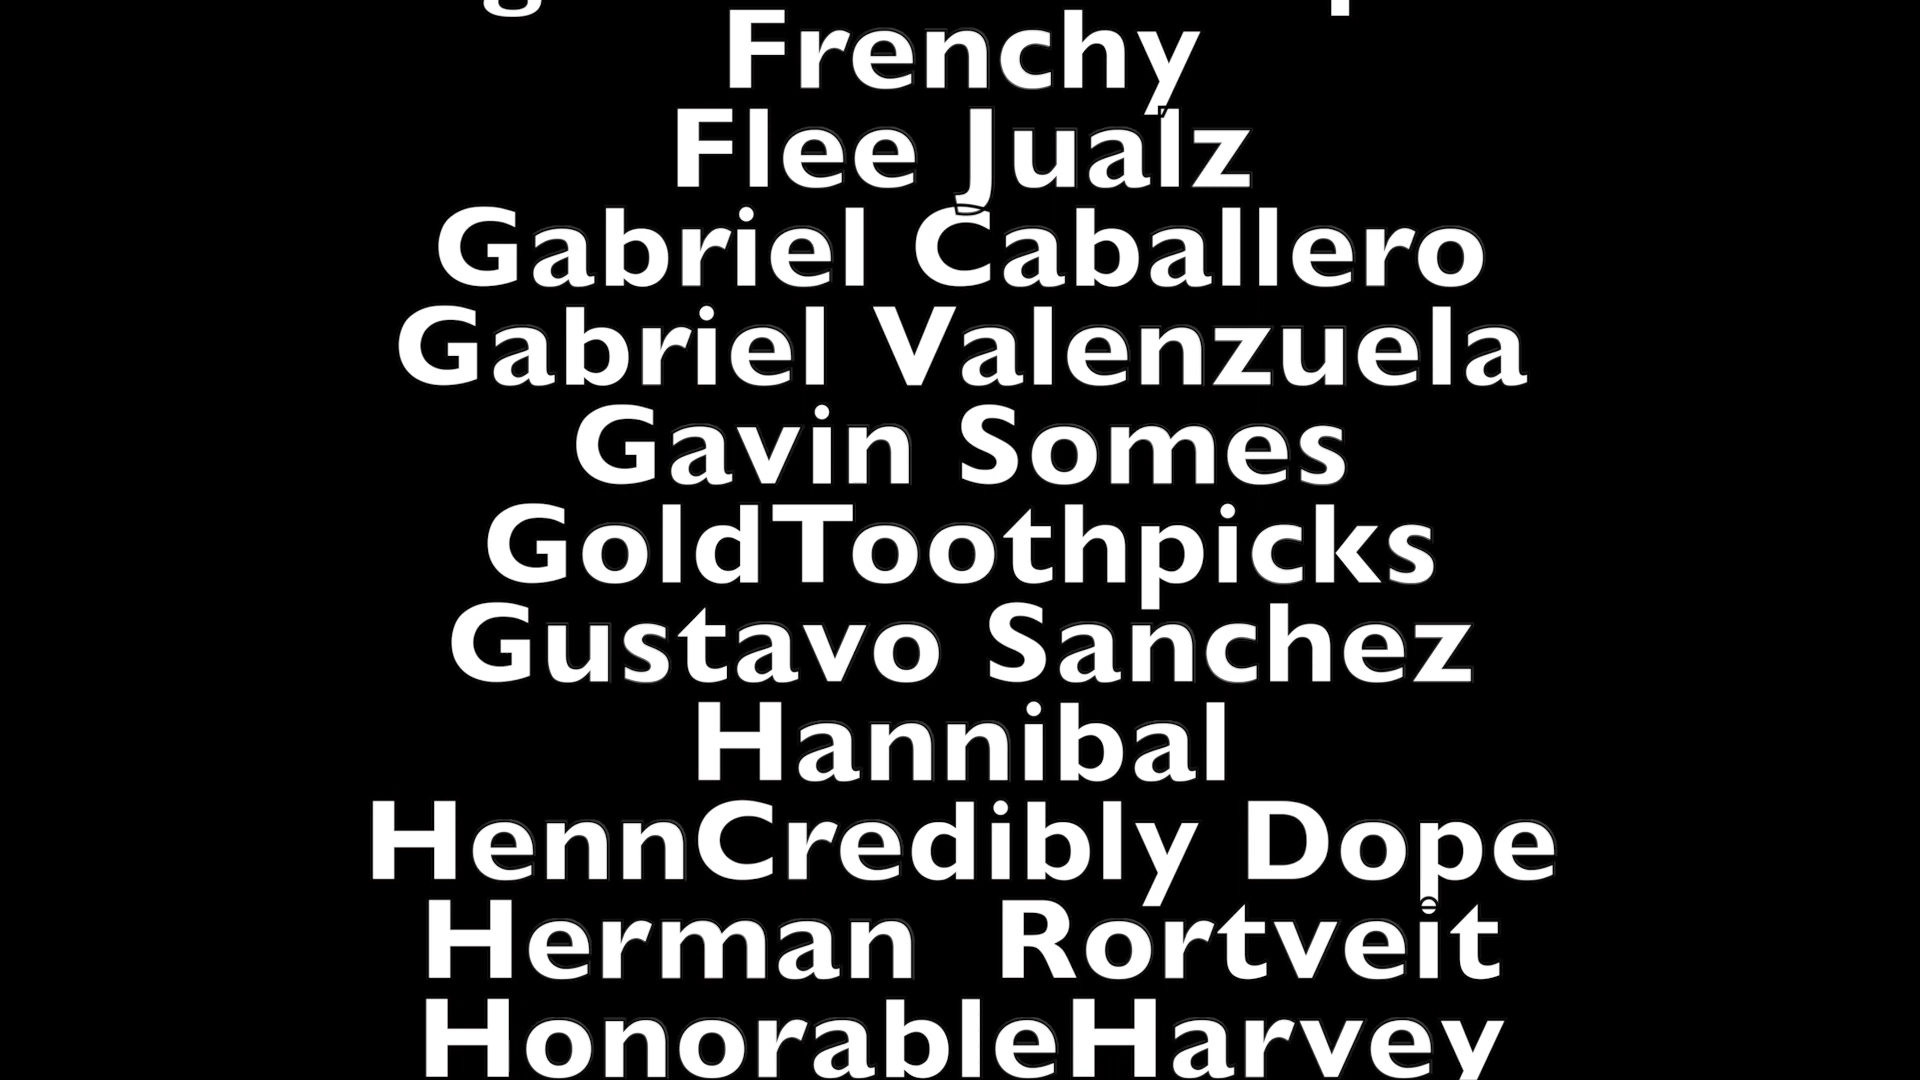 Frenchy
Flee Jualz
Gabriel Caballero
Gabriel Valenzuela
Gavin Somes
GoldToothpicks
Gustavo Sanchez
Hannibal
HennCredibly Dope
Herman  Rortveit
HonorableHarvey